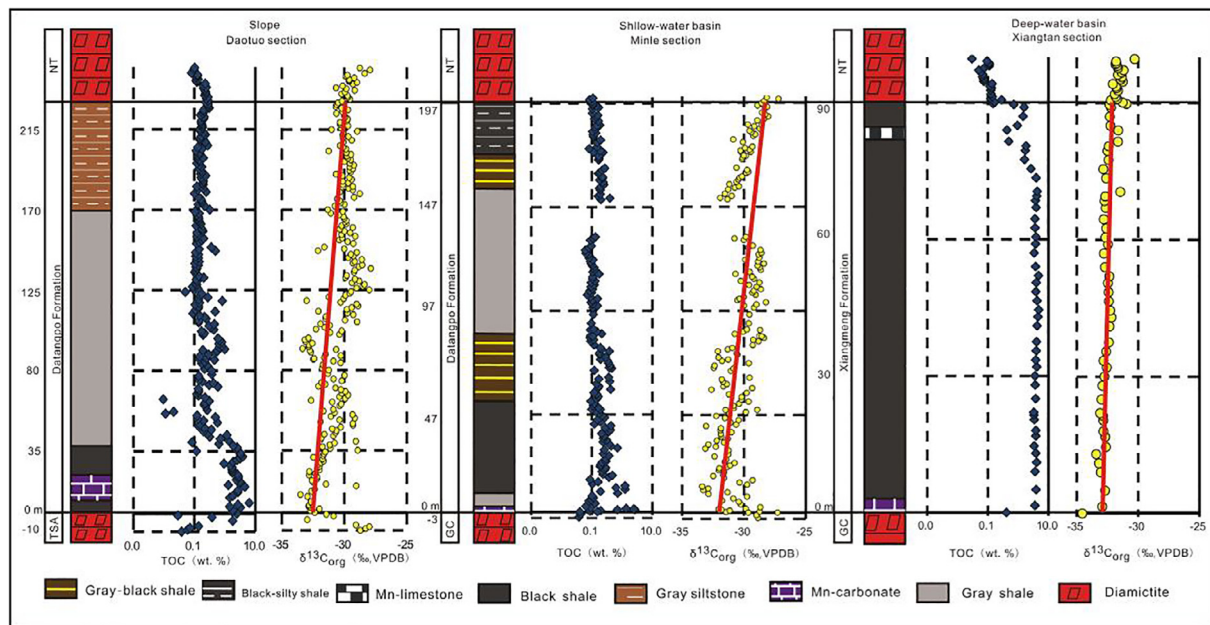 Slope
Daotuo section
Shllow-water basin
Minle section
Deep-water basin
Xiangtan section
NT
Datangpo Formation
TSA
215
170
125
80
35
0 m
-10
0.0 0.1 10.0
TOC (wt. %)
-35 -30 -25
δ13Corg (‰, VPDB)
NT
Datangpo Formation
GC
197
147
97
47
0 m
-3
0.0 0.1 10.0
TOC (wt. %)
-35 -30 -25
δ13Corg (‰, VPDB)
NT
Xiangmeng Formation
GC
90
60
30
0 m
0.0 0.1 10.0
TOC (wt. %)
-35 -30 -25
δ13Corg (‰, VPDB)
Gray-black shale Black-silty shale Mn-limestone Black shale Gray siltstone Mn-carbonate Gray shale Diamictite